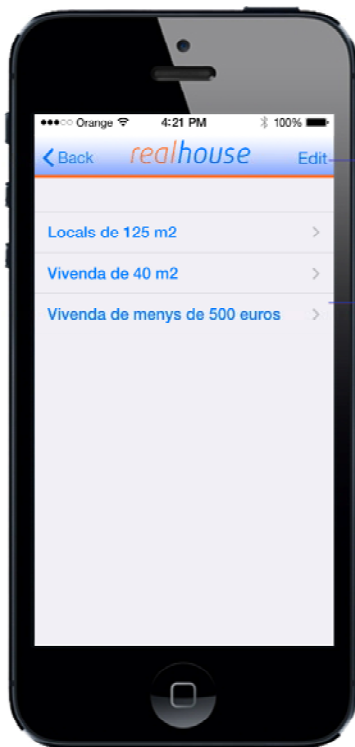 Orange 4:21 PM 100%
Back realhouse Edit
Locals de 125 m2
Vivenda de 40 m2
Vivenda de menys de 500 euros